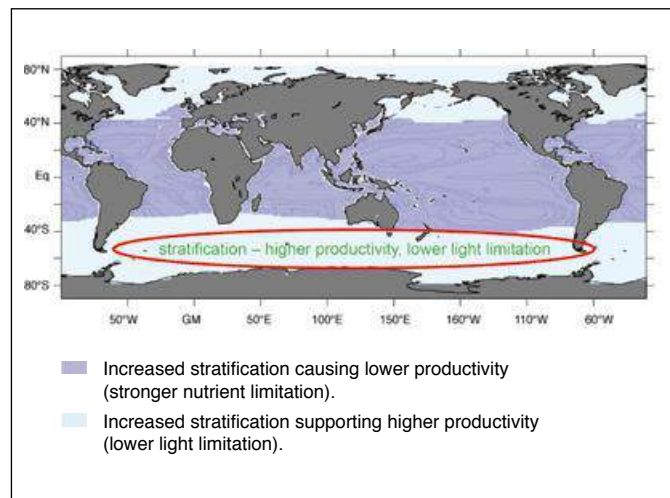 80°N
40°N
Eq
40°S
80°S
stratification – higher productivity, lower light limitation
50°W GM 50°E 100°E 150°E 160°W 110°W 60°W
Increased stratification causing lower productivity
(stronger nutrient limitation).
Increased stratification supporting higher productivity
(lower light limitation).